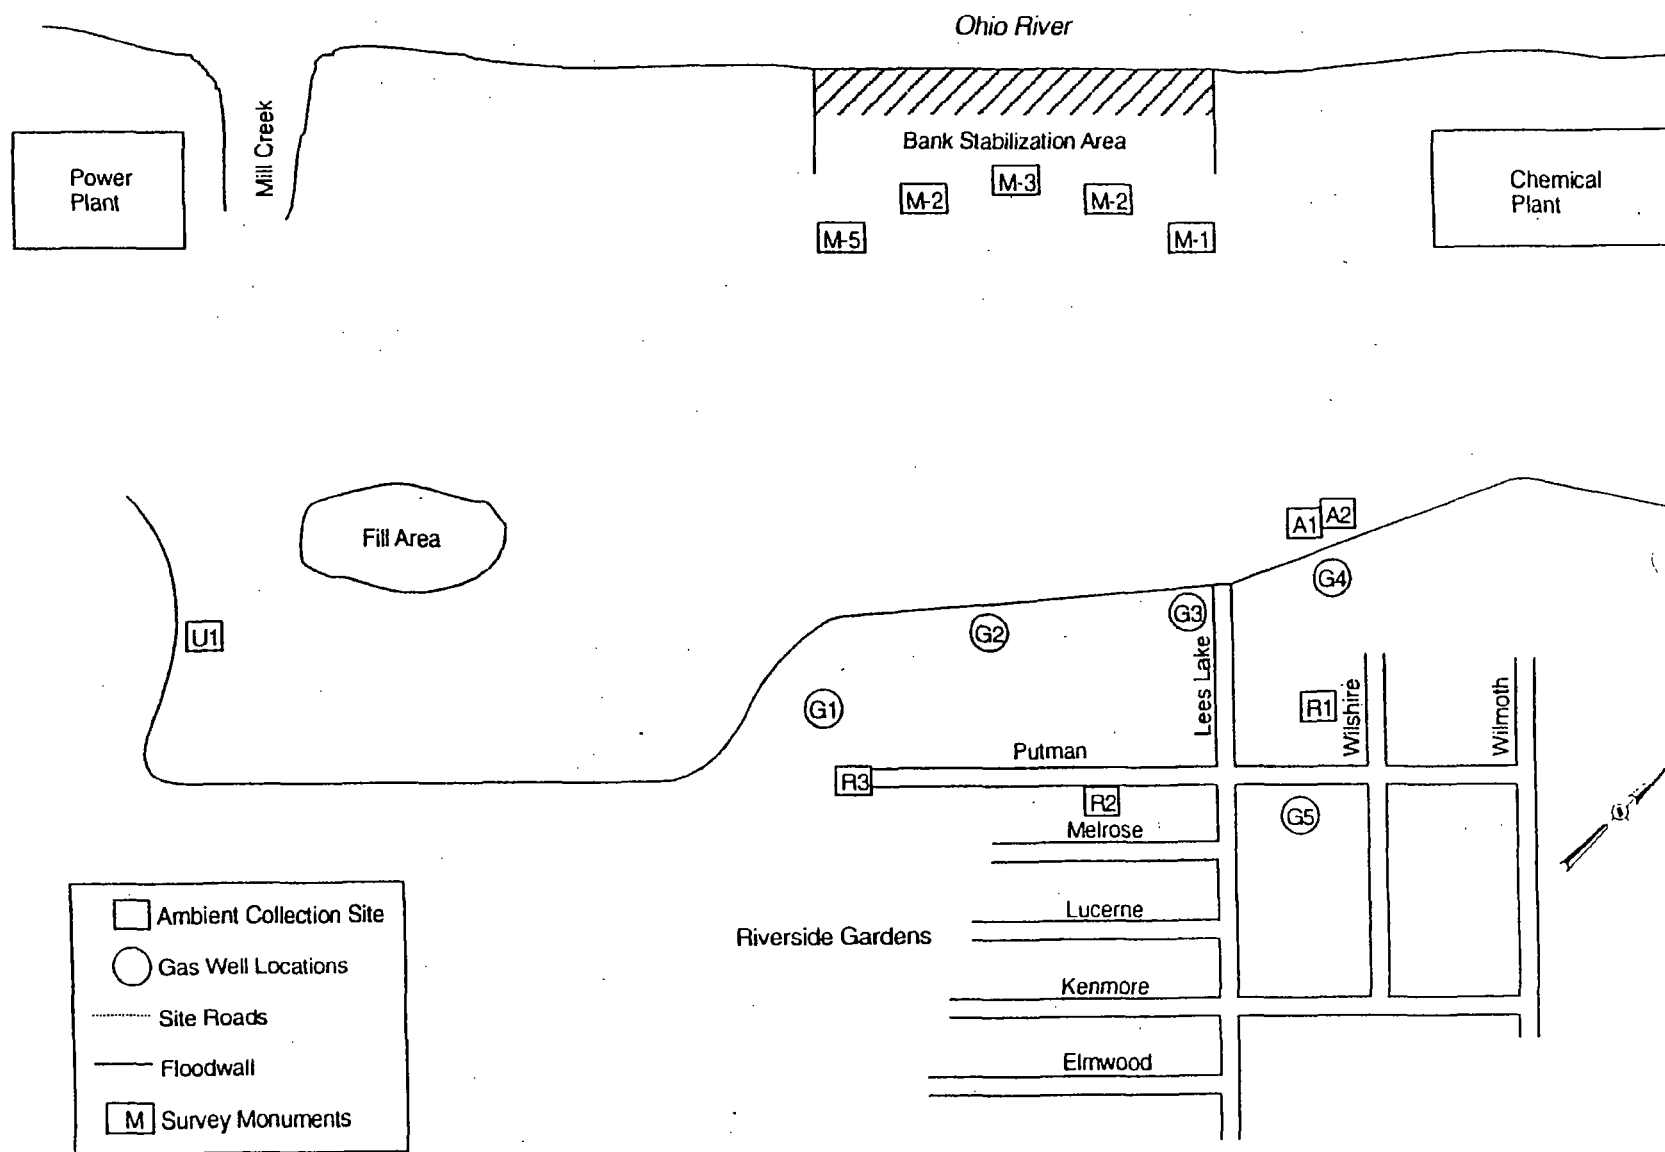 Ohio River
Mill Creek
Bank Stabilization Area
Power
Plant
M-3
M-2
M-2
M-5
M-1
Chemical
Plant
A1
A2
Fill Area
G4
G3
G2
U1
G1
Lees Lake
R1
Wilshire
Wilmoth
Putman
R3
R2
G5
Melrose
Lucerne
Riverside Gardens
Kenmore
Elmwood
Ambient Collection Site
Gas Well Locations
Site Roads
Floodwall
M Survey Monuments